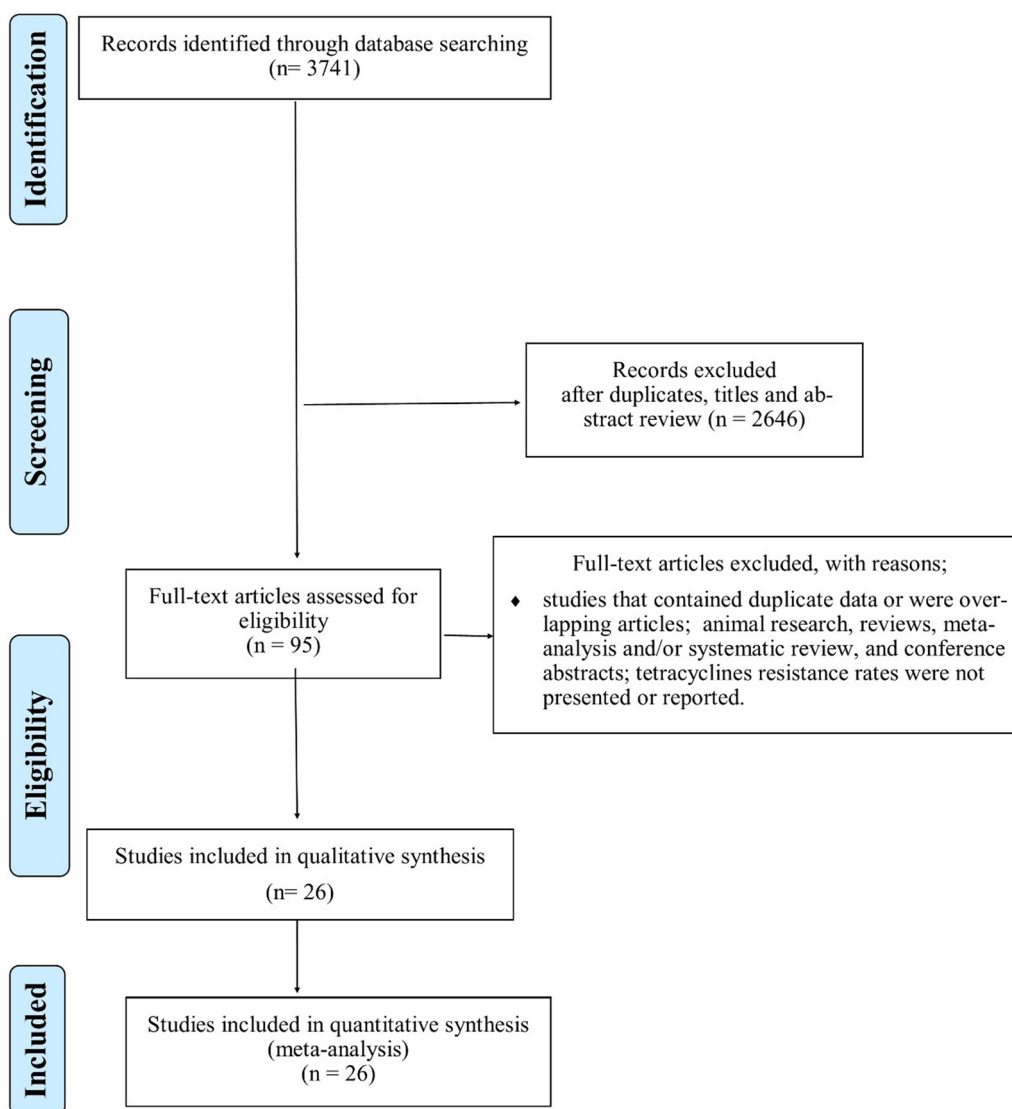 Identification
Records identified through database searching
(n= 3741)
Screening
Records excluded
after duplicates, titles and ab-
stract review (n = 2646)
Eligibility
Full-text articles assessed for
eligibility
(n = 95)
Full-text articles excluded, with reasons;
♦ studies that contained duplicate data or were over-
lapping articles; animal research, reviews, meta-
analysis and/or systematic review, and conference
abstracts; tetracyclines resistance rates were not
presented or reported.
Studies included in qualitative synthesis
(n= 26)
Included
Studies included in quantitative synthesis
(meta-analysis)
(n = 26)